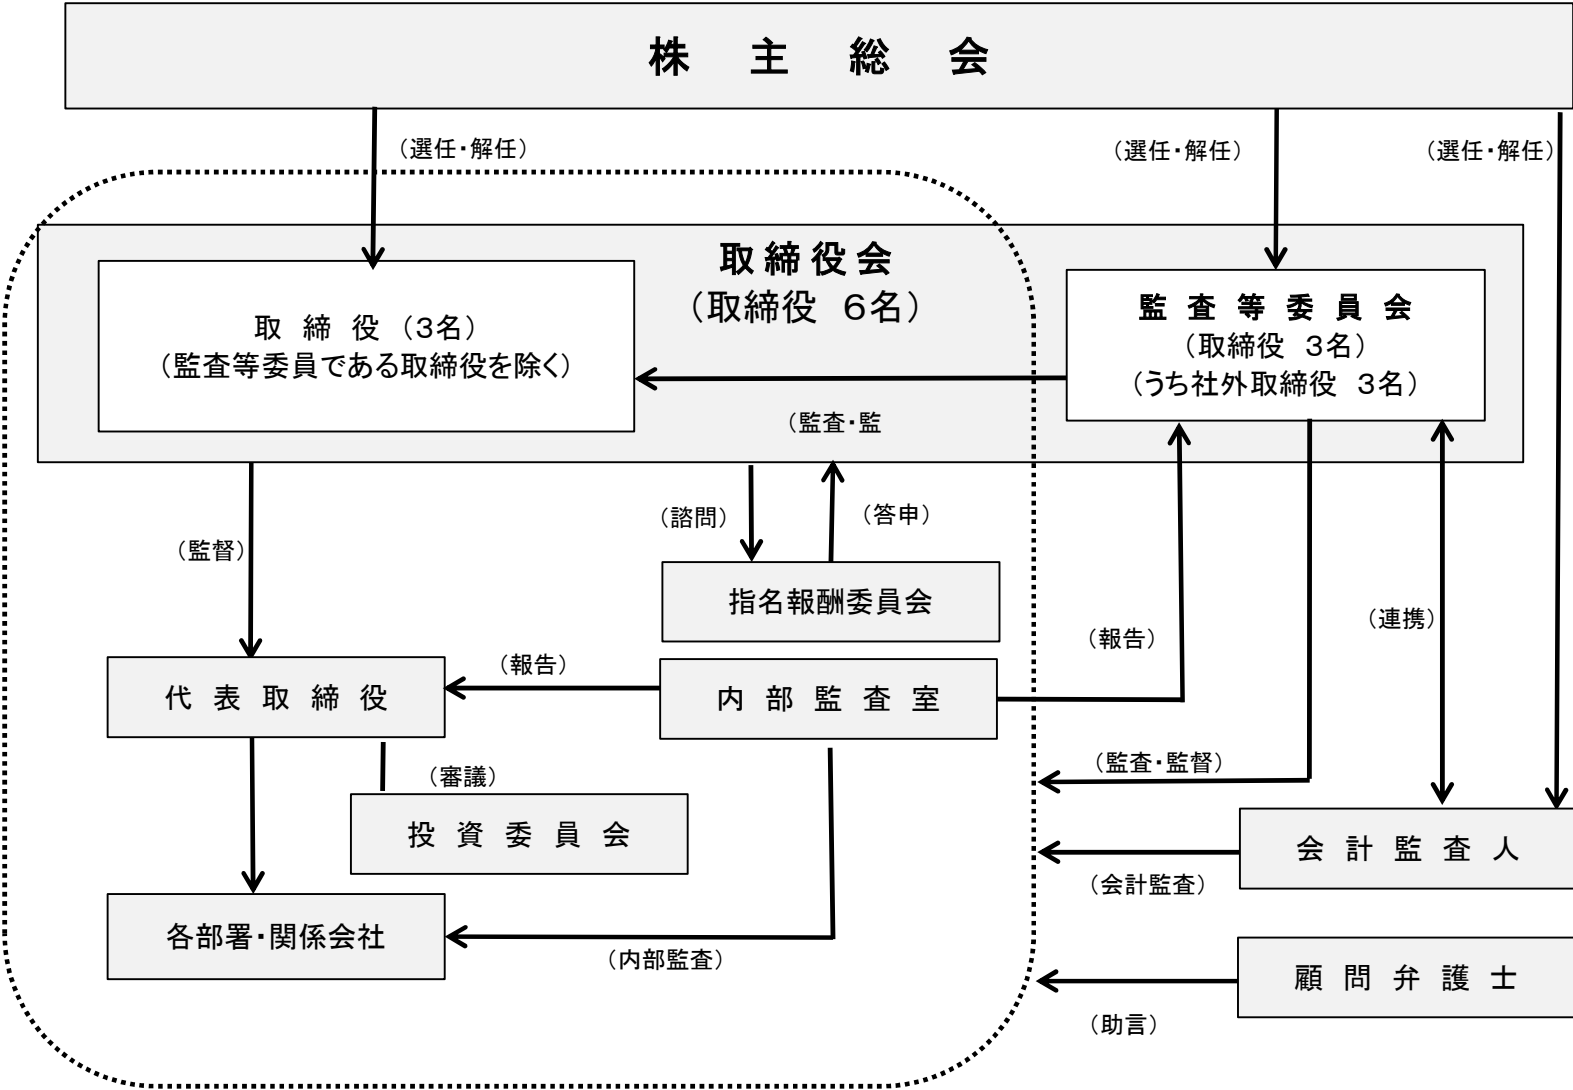 株 主 総 会
（選任・解任）
（選任・解任）
（選任・解任）
取締役会
（取締役 ６名）
取 締 役 （３名）
（監査等委員である取締役を除く）
監 査 等 委 員 会
（取締役 ３名）
（うち社外取締役 ３名）
（監査・監
（諮問）
（答申）
（監督）
指名報酬委員会
（報告）
（連携）
（報告）
代 表 取 締 役
内 部 監 査 室
（審議）
（監査・監督）
投 資 委 員 会
会 計 監 査 人
（会計監査）
各部署・関係会社
（内部監査）
顧 問 弁 護 士
（助言）